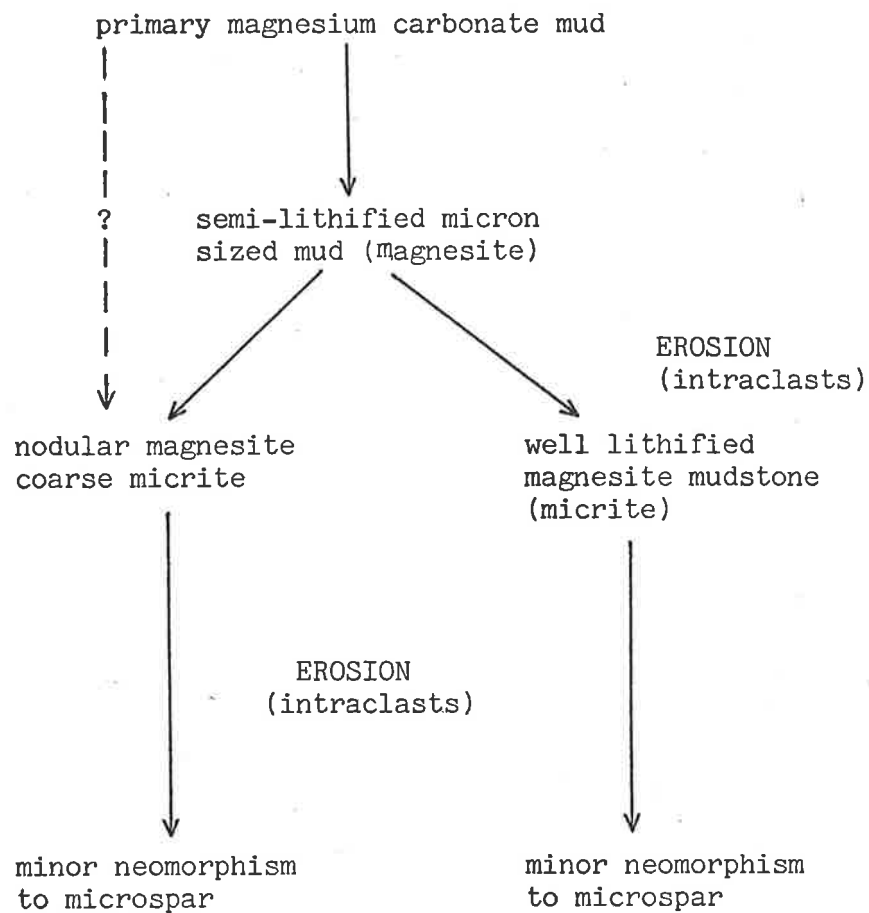 primary magnesium carbonate mud
?
semi-lithified micron
sized mud (magnesite)
EROSION
(intraclasts)
nodular magnesite
coarse micrite
well lithified
magnesite mudstone
(micrite)
EROSION
(intraclasts)
minor neomorphism
to microspar
minor neomorphism
to microspar